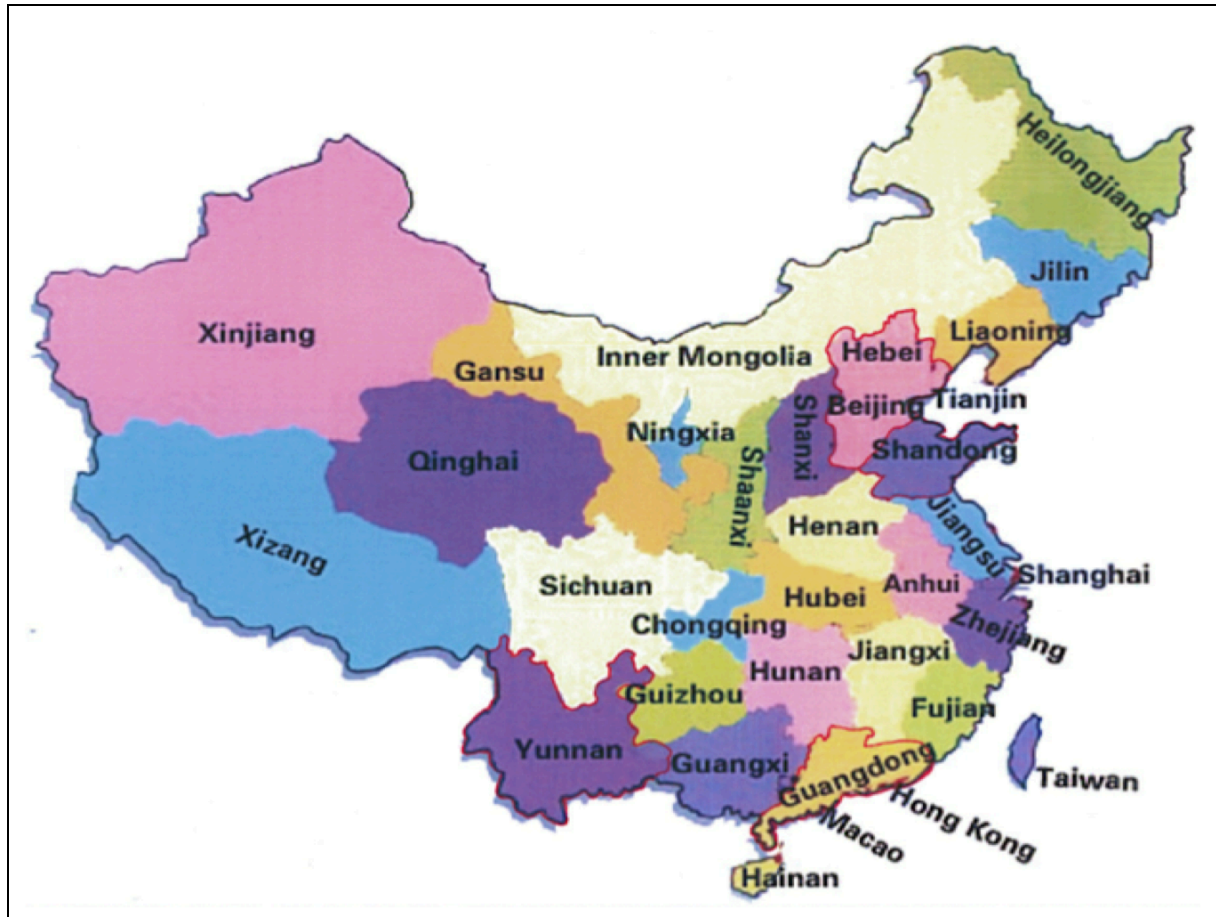 Heilongjiang
Jilin
Liaoning
Xinjiang
Inner Mongolia
Hebei
Gansu
Beijing
Tianjin
Shanxi
Ningxia
Qinghai
Shandong
Shaanxi
Jiangsu
Henan
Xizang
Shanghai
Sichuan
Anhui
Hubei
Zhejiang
Chongqing
Jiangxi
Hunan
Guizhou
Fujian
Yunnan
Guangxi
Guangdong
Taiwan
Hong Kong
Macao
Hainan